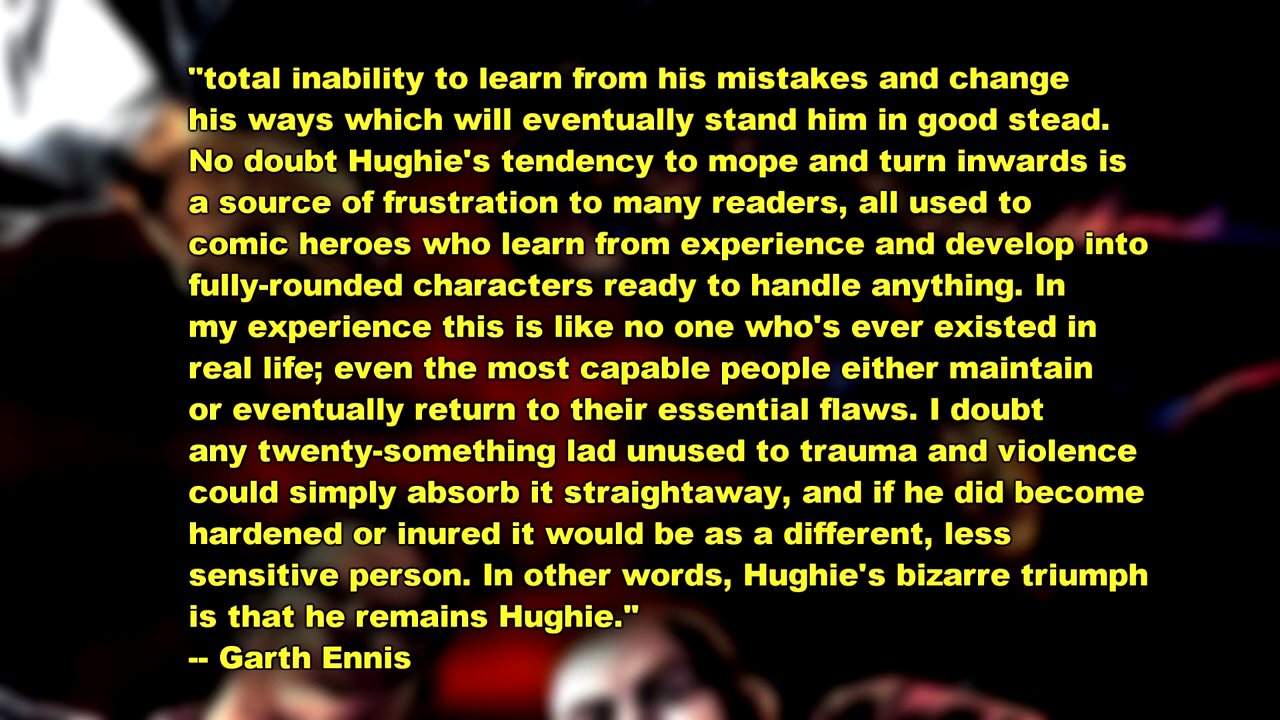 "total inability to learn from his mistakes and change
his ways which will eventually stand him in good stead.
No doubt Hughie's tendency to mope and turn inwards is
a source of frustration to many readers, all used to
comic heroes who learn from experience and develop into
fully-rounded characters ready to handle anything. In
my experience this is like no one who's ever existed in
real life; even the most capable people either maintain
or eventually return to their essential flaws. I doubt
any twenty-something lad unused to trauma and violence
could simply absorb it straightaway, and if he did become
hardened or inured it would be as a different, less
sensitive person. In other words, Hughie's bizarre triumph
is that he remains Hughie."
-- Garth Ennis